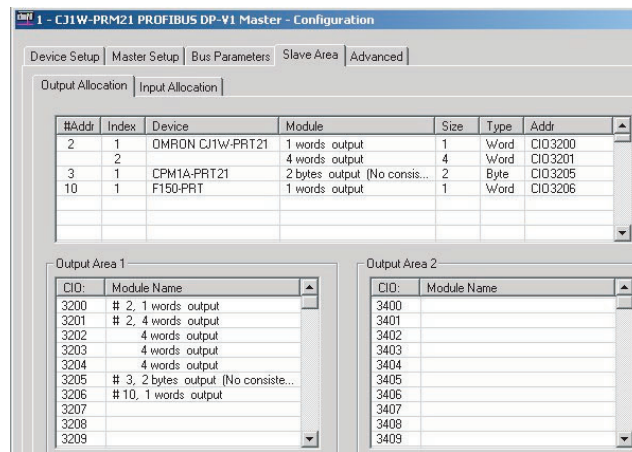 1 - CJ1W-PRM21 PROFIBUS DP-V1 Master - Configuration
Device Setup Master Setup Bus Parameters Slave Area Advanced
Output Allocation Input Allocation
#Addr Index Device Module Size Type Addr
2 1 OMRON CJ1W-PRT21 1 words output 1 Word CIO3200
2 4 words output 4 Word CIO3201
3 1 CPM1A-PRT21 2 bytes output (No consis... 2 Byte CIO3205
10 1 F150-PRT 1 words output 1 Word CIO3206
Output Area 1
CIO: Module Name
3200 # 2, 1 words output
3201 # 2, 4 words output
3202 4 words output
3203 4 words output
3204 4 words output
3205 # 3, 2 bytes output (No consiste...
3206 #10, 1 words output
3207
3208
3209
Output Area 2
CIO: Module Name
3400
3401
3402
3403
3404
3405
3406
3407
3408
3409